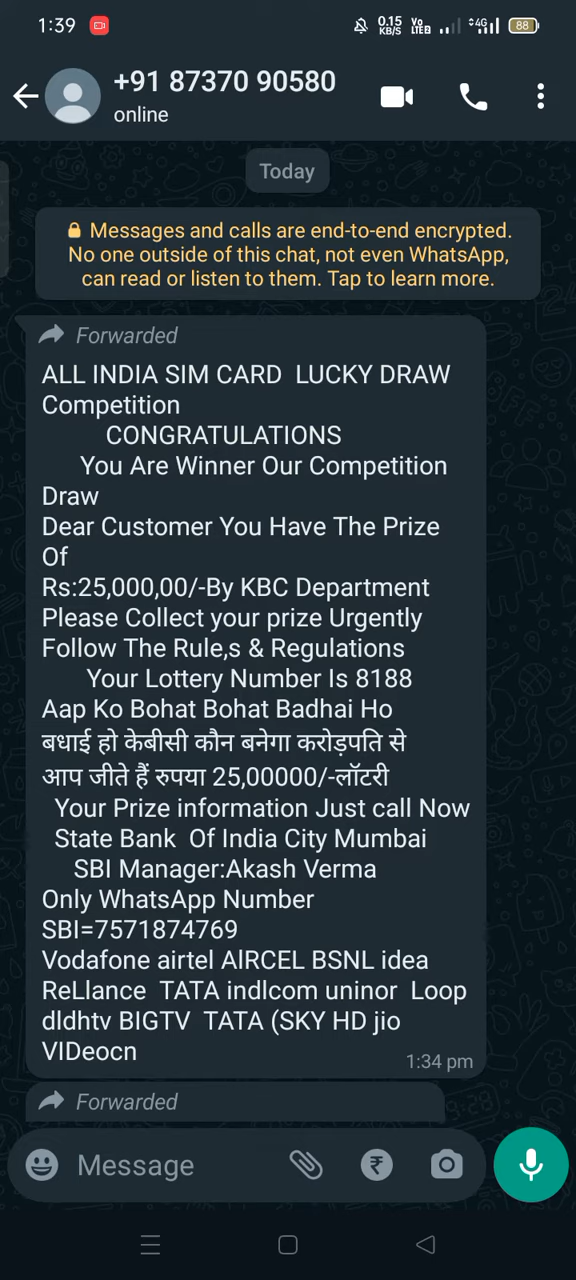 1:39
0.15 KB/S
Vo LTE 2
4G
88
+91 87370 90580
online
Today
Messages and calls are end-to-end encrypted.
No one outside of this chat, not even WhatsApp,
can read or listen to them. Tap to learn more.
Forwarded
ALL INDIA SIM CARD  LUCKY DRAW
Competition
CONGRATULATIONS
You Are Winner Our Competition
Draw
Dear Customer You Have The Prize
Of
Rs:25,000,00/-By KBC Department
Please Collect your prize Urgently
Follow The Rule,s & Regulations
Your Lottery Number Is 8188
Aap Ko Bohat Bohat Badhai Ho
बधाई हो केबीसी कौन बनेगा करोड़पति से
आप जीते हैं रुपया 25,00000/-लॉटरी
Your Prize information Just call Now
State Bank  Of India City Mumbai
SBI Manager:Akash Verma
Only WhatsApp Number
SBI=7571874769
Vodafone airtel AIRCEL BSNL idea
ReLlance  TATA indlcom uninor  Loop
dldhtv BIGTV  TATA (SKY HD jio
VIDeocn
1:34 pm
Forwarded
Message